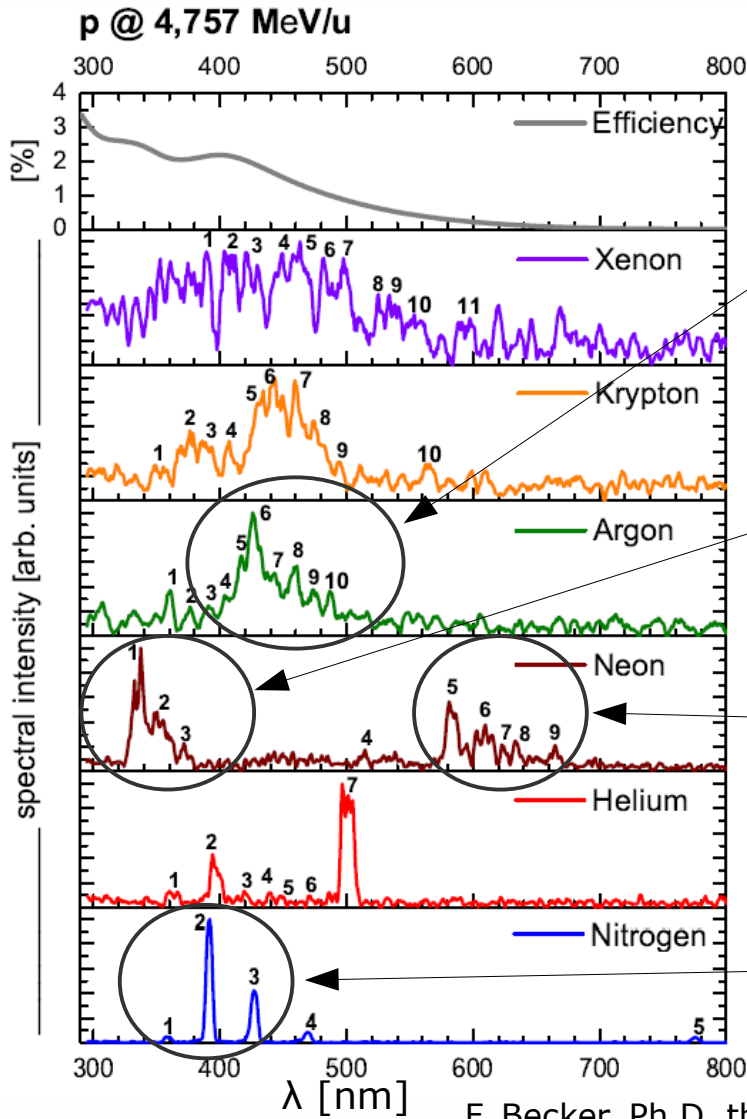 p @ 4,757 MeV/u
300 400 500 600 700 800
4
3
2
1
0
[%]
Efficiency
1 2 3 4 5 6 7 8 9 10 11
Xenon
1 2 3 4 5 6 7 8 9 10
Krypton
1 2 3 4 5 6 7 8 9 10
Argon
1 2 3 4 5 6 7 8 9
Neon
1 2 3 4 5 6 7
Helium
1 2 3 4 5
Nitrogen
spectral intensity [arb. units]
300 400 500 600 700 800
λ [nm]
F. Becker, Ph.D. th